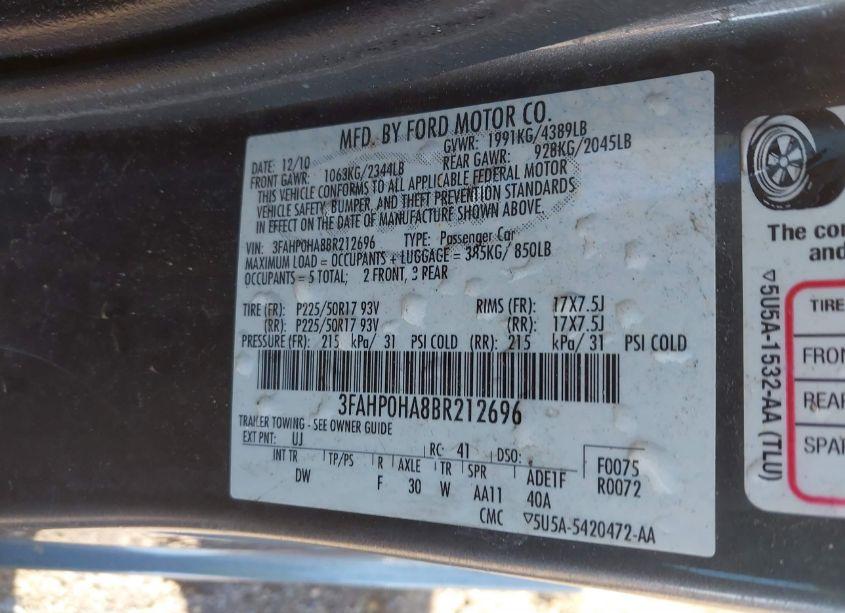 MFD. BY FORD MOTOR CO.
DATE: 12/10 GVWR: 1991KG/4389LB
FRONT GAWR: 1063KG/2344LB REAR GAWR: 928KG/2045LB
THIS VEHICLE CONFORMS TO ALL APPLICABLE FEDERAL MOTOR
VEHICLE SAFETY, BUMPER, AND THEFT PREVENTION STANDARDS
IN EFFECT ON THE DATE OF MANUFACTURE SHOWN ABOVE.
VIN: 3FAHP0HA8BR212696 TYPE: Passenger Car
MAXIMUM LOAD = OCCUPANTS + LUGGAGE = 385KG/ 850LB
OCCUPANTS = 5 TOTAL; 2 FRONT, 3 REAR
TIRE (FR): P225/50R17 93V RIMS (FR): 17X7.5J
(RR): P225/50R17 93V (RR): 17X7.5J
PRESSURE (FR): 215 kPa/ 31 PSI COLD (RR): 215 kPa/ 31 PSI COLD
3FAHP0HA8BR212696
TRAILER TOWING - SEE OWNER GUIDE
EXT PNT: UJ RC: 41 DSO: F0075
INT TR TP/PS R AXLE TR SPR ADE1F R0072
DW F 30 W AA11 40A
CMC ▽5U5A-5420472-AA
▽5U5A-1532-AA (TLU)
The
and
TIRE
FRON
REAR
SPA